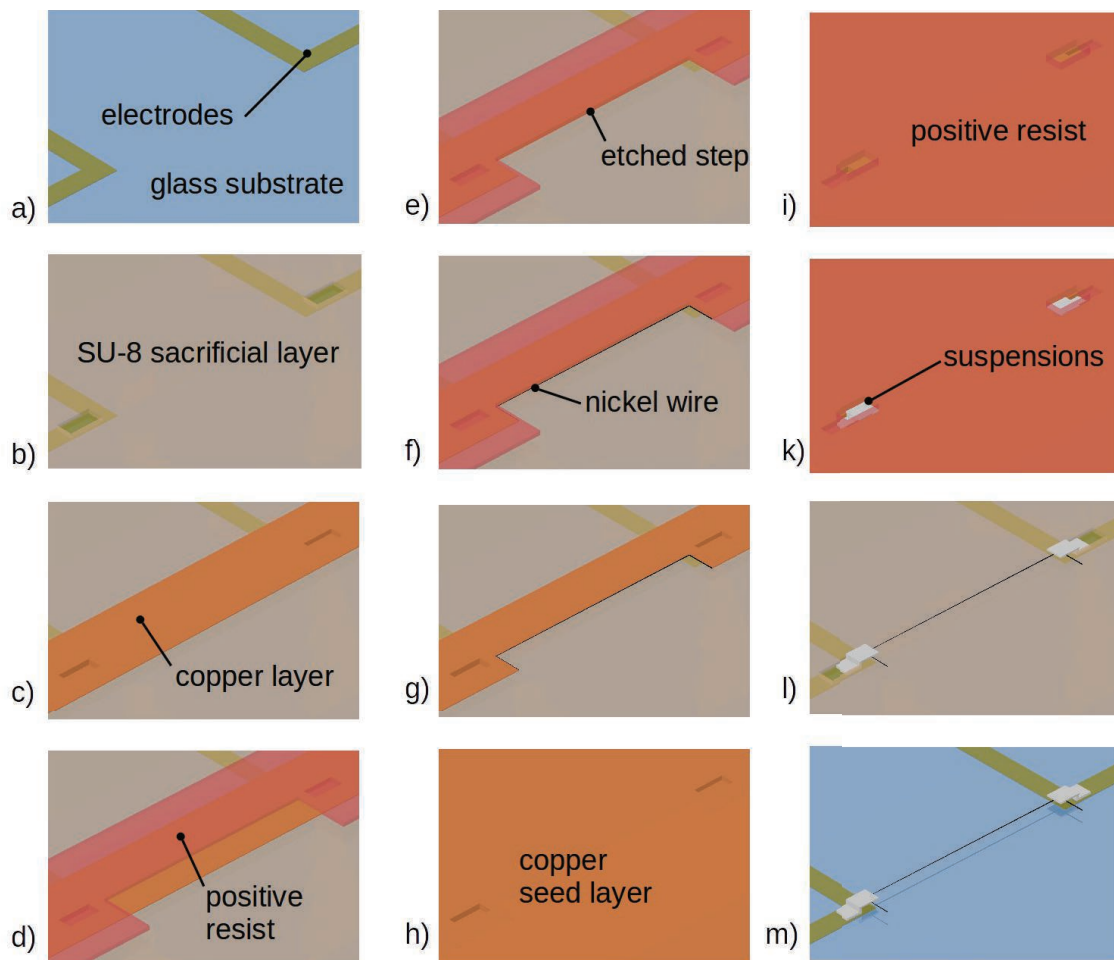 a)
electrodes
glass substrate
b)
SU-8 sacrificial layer
c)
copper layer
d)
positive
resist
e)
etched step
f)
nickel wire
g)
h)
copper
seed layer
i)
positive resist
k)
suspensions
l)
m)